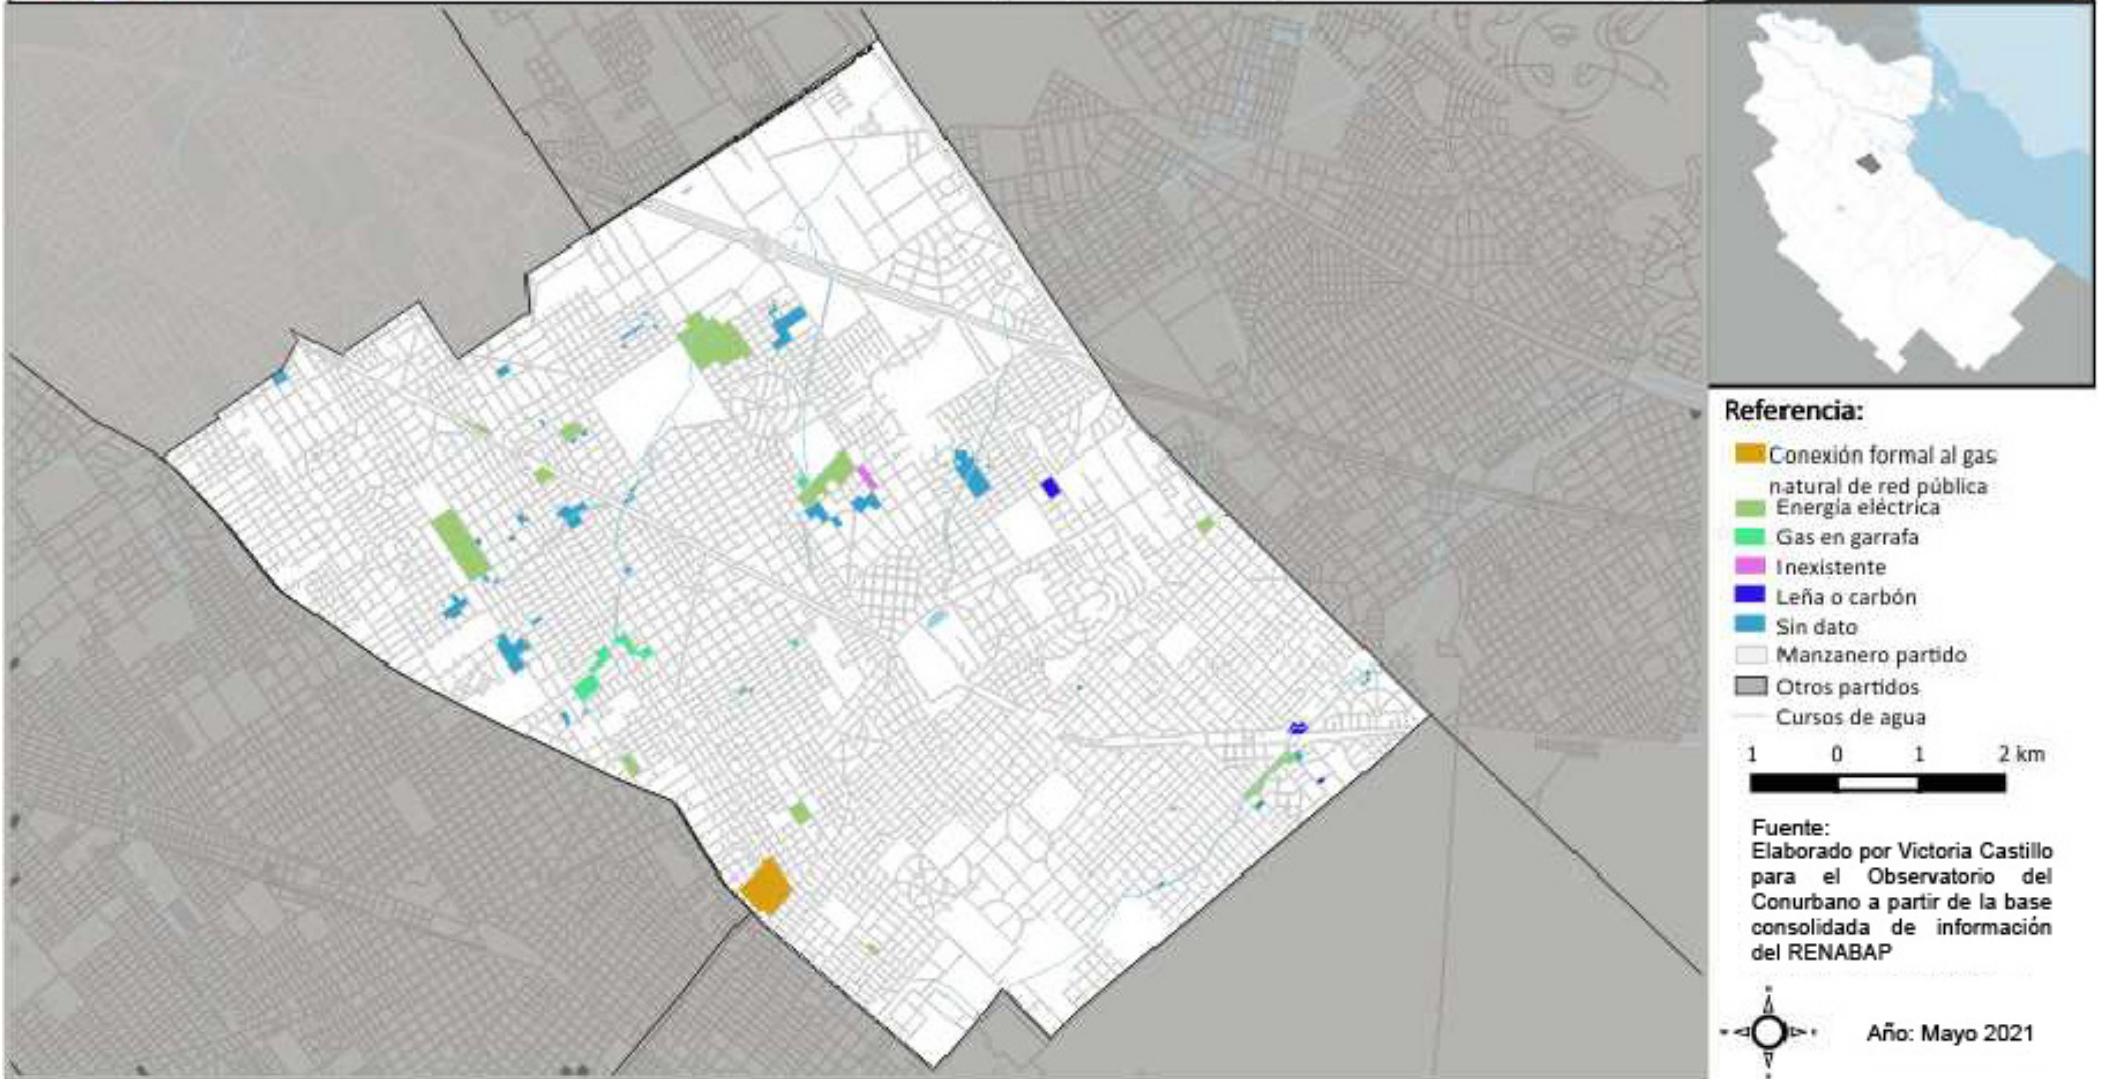 Referencia:
Conexión formal al gas
natural de red pública
Energía eléctrica
Gas en garrafa
Inexistente
Leña o carbón
Sin dato
Manzanero partido
Otros partidos
Cursos de agua
1 0 1 2 km
Fuente:
Elaborado por Victoria Castillo
para el Observatorio del
Conurbano a partir de la base
consolidada de información
del RENABAP
Año: Mayo 2021